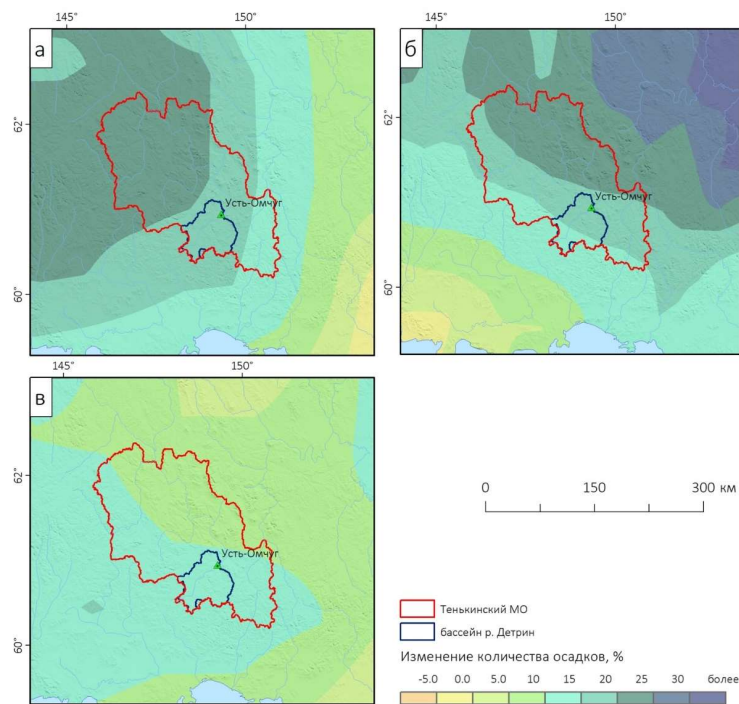 145° 150° 145° 150°
а
б
62°
62°
Усть-Омчуг
Усть-Омчуг
60°
60°
145° 150°
в
62°
0 150 300 км
Усть-Омчуг
Тенькинский МО
60°
бассейн р. Детрин
Изменение количества осадков, %
-5.0 0.0 5.0 10 15 20 25 30 более